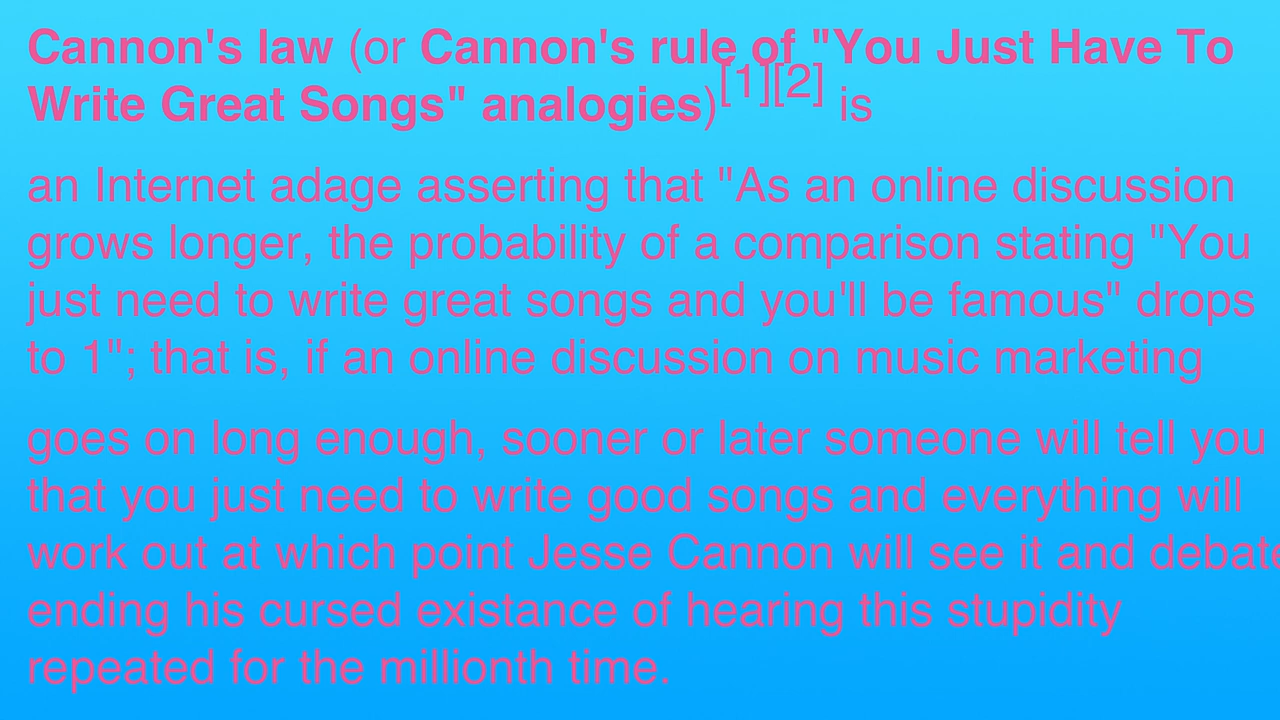 Cannon's law (or Cannon's rule of "You Just Have To
Write Great Songs" analogies)[1][2] is
an Internet adage asserting that "As an online discussion
grows longer, the probability of a comparison stating "You
just need to write great songs and you'll be famous" drops
to 1"; that is, if an online discussion on music marketing
goes on long enough, sooner or later someone will tell you
that you just need to write good songs and everything will
work out at which point Jesse Cannon will see it and debate
ending his cursed existance of hearing this stupidity
repeated for the millionth time.